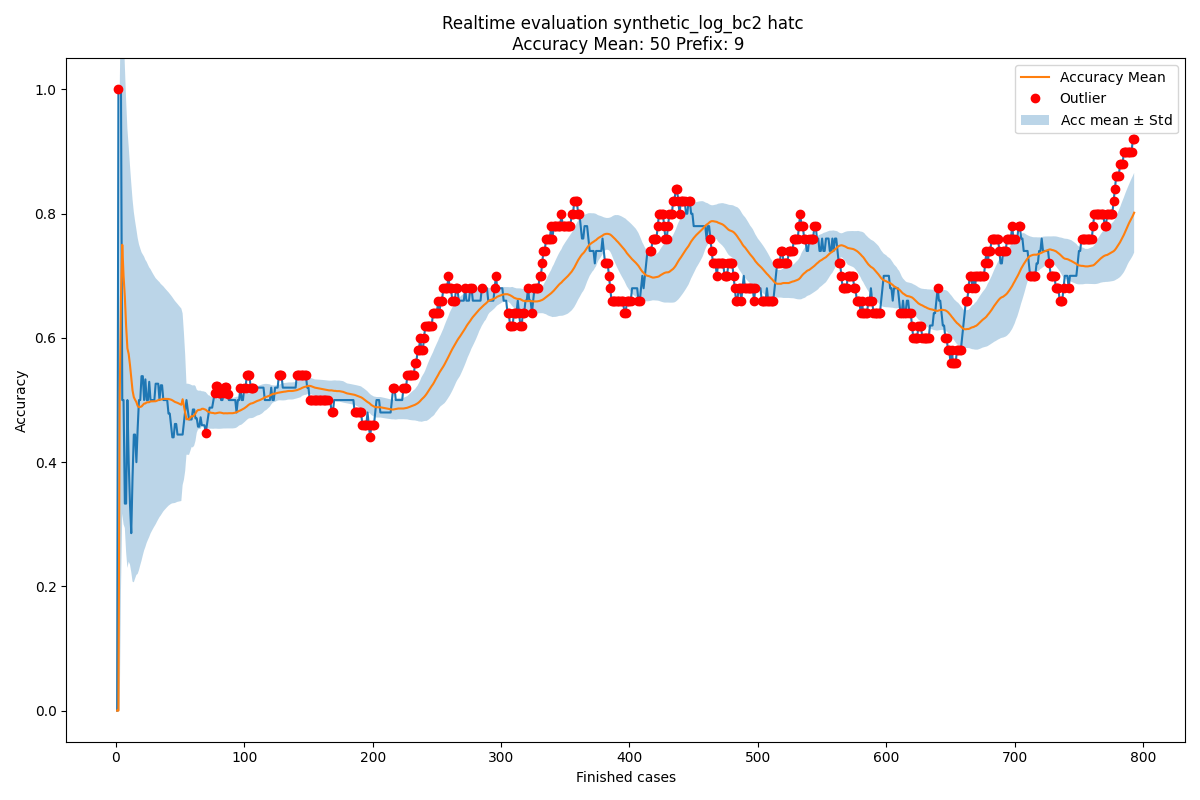 Realtime evaluation synthetic_log_bc2 hatc
Accuracy Mean: 50 Prefix: 9
Accuracy Mean
Outlier
Acc mean ± Std
1.0
0.8
0.6
0.4
0.2
0.0
Accuracy
0 100 200 300 400 500 600 700 800
Finished cases